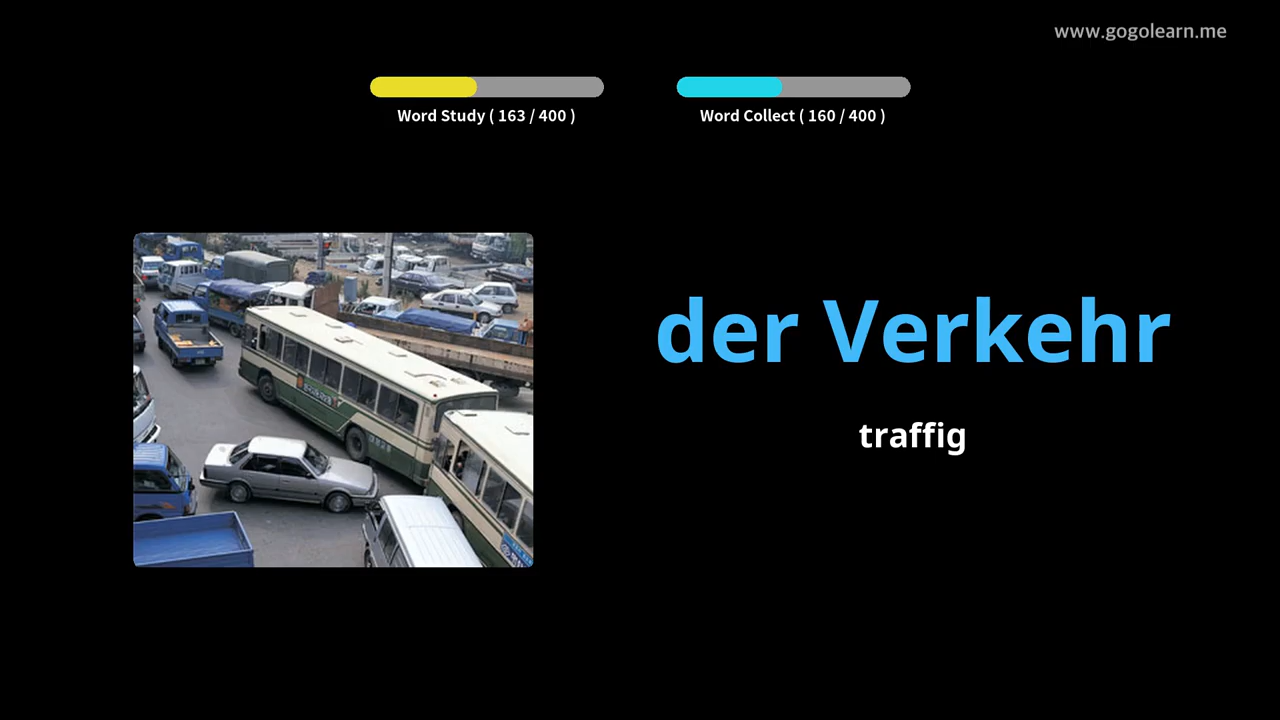 www.gogolearn.me
Word Study ( 163 / 400 )
Word Collect ( 160 / 400 )
der Verkehr
traffig